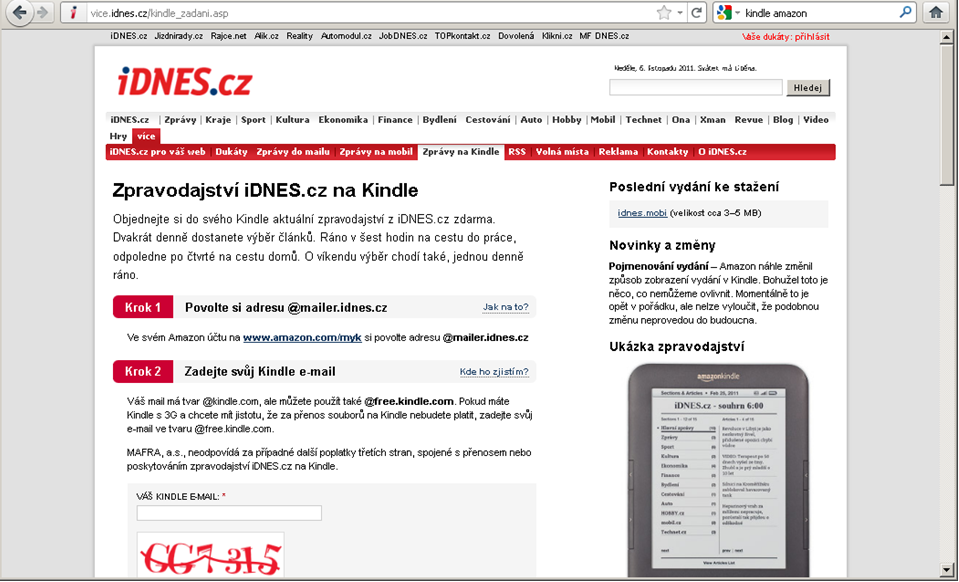 vice.idnes.cz/kindle_zadani.asp
kindle amazon
iDNES.cz Jizdnirady.cz Rajce.net Alik.cz Reality Automodul.cz JobDNES.cz TOPkontakt.cz Dovolená Klikni.cz MF DNES.cz
Vaše dukáty: přihlásit
iDNES.cz
Neděle, 6. listopadu 2011. Svátek má Liběna.
Hledej
iDNES.cz | Zprávy | Kraje | Sport | Kultura Ekonomika | Finance | Bydlení Cestování | Auto | Hobby | Mobil | Technet | Ona | Xman Revue | Blog | Video
Hry více
iDNES.cz pro váš web | Dukáty Zprávy do mailu | Zprávy na mobil Zprávy na Kindle RSS | Volná místa | Reklama | Kontakty | O iDNES.cz
Zpravodajství iDNES.cz na Kindle
Objednejte si do svého Kindle aktuální zpravodajství z iDNES.cz zdarma.
Dvakrát denně dostanete výběr článků. Ráno v šest hodin na cestu do práce,
odpoledne po čtvrté na cestu domů. O víkendu výběr chodí také, jednou denně
ráno.
Krok 1 Povolte si adresu @mailer.idnes.cz Jak na to?
Ve svém Amazon účtu na www.amazon.com/myk si povolte adresu @mailer.idnes.cz
Krok 2 Zadejte svůj Kindle e-mail Kde ho zjistím?
Váš mail má tvar @kindle.com, ale můžete použít také @free.kindle.com. Pokud máte
Kindle s 3G a chcete mít jistotu, že za přenos souborů na Kindle nebudete platit, zadejte svůj
e-mail ve tvaru @free.kindle.com.
MAFRA, a.s., neodpovídá za případné další poplatky třetích stran, spojené s přenosem nebo
poskytováním zpravodajství iDNES.cz na Kindle.
VÁŠ KINDLE E-MAIL: *
CG7315
Poslední vydání ke stažení
idnes.mobi (velikost cca 3–5 MB)
Novinky a změny
Pojmenování vydání – Amazon náhle změnil
způsob zobrazení vydání v Kindle. Bohužel toto je
něco, co nemůžeme ovlivnit. Momentálně to je
opět v pořádku, ale nelze vyloučit, že podobnou
změnu neprovedou do budoucna.
Ukázka zpravodajství
amazonkindle
Sections & Articles • Feb 25, 2011
iDNES.cz - souhrn 6:00
Hlavní zprávy
Zprávy
Sport
Kultura
Ekonomika
Finance
Bydlení
Cestování
Auto
HOBBY.cz
mobil.cz
Technet.cz
next
prev | next
View Articles List